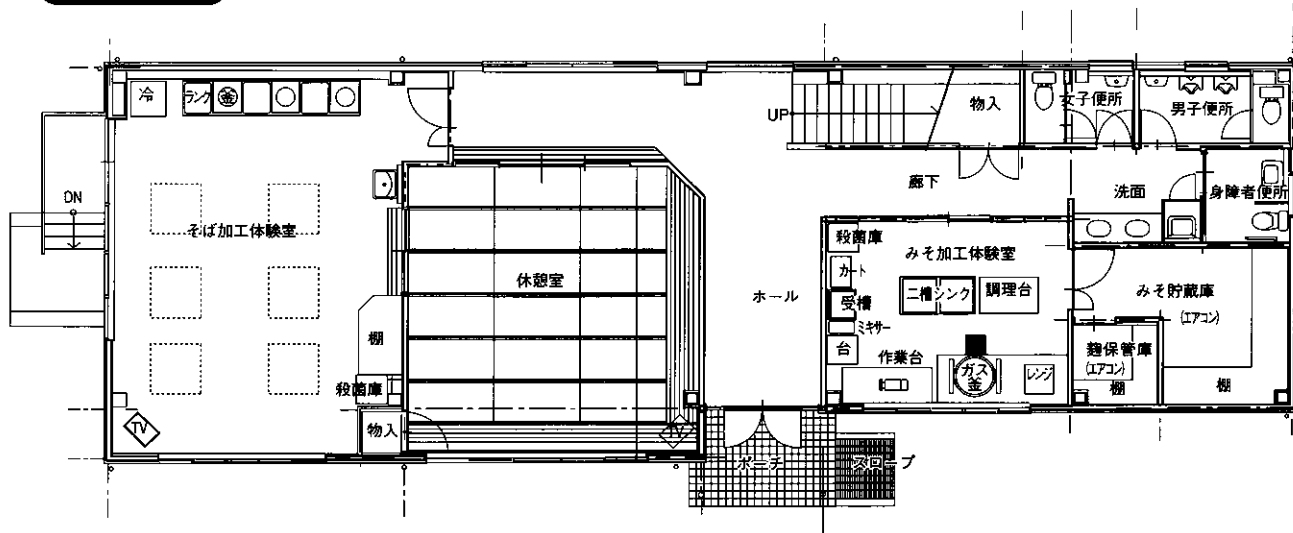 冷
ランク
釜
UP
物入
女子便所
男子便所
DN
そば加工体験室
廊下
洗面
身障者便所
休憩室
ホール
殺菌庫
みそ加工体験室
カート
二槽シンク
調理台
受槽
ミキサー
台
作業台
ガス
釜
レンジ
みそ貯蔵庫
(エアコン)
麹保管庫
(エアコン)
棚
棚
棚
殺菌庫
物入
TV
TV
ポーチ
スロープ